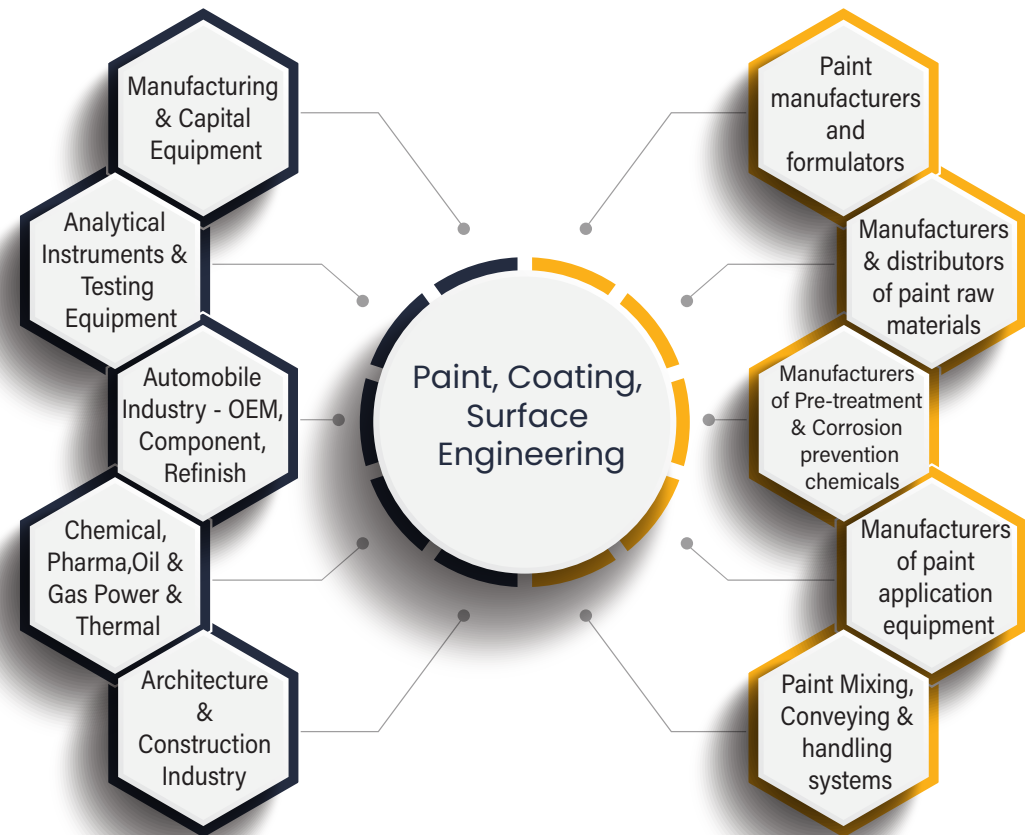 Manufacturing
& Capital
Equipment
Analytical
Instruments &
Testing
Equipment
Automobile
Industry - OEM,
Component,
Refinish
Chemical,
Pharma,Oil &
Gas Power &
Thermal
Architecture
&
Construction
Industry
Paint, Coating,
Surface
Engineering
Paint
manufacturers
and
formulators
Manufacturers
& distributors
of paint raw
materials
Manufacturers
of Pre-treatment
& Corrosion
prevention
chemicals
Manufacturers
of paint
application
equipment
Paint Mixing,
Conveying &
handling
systems